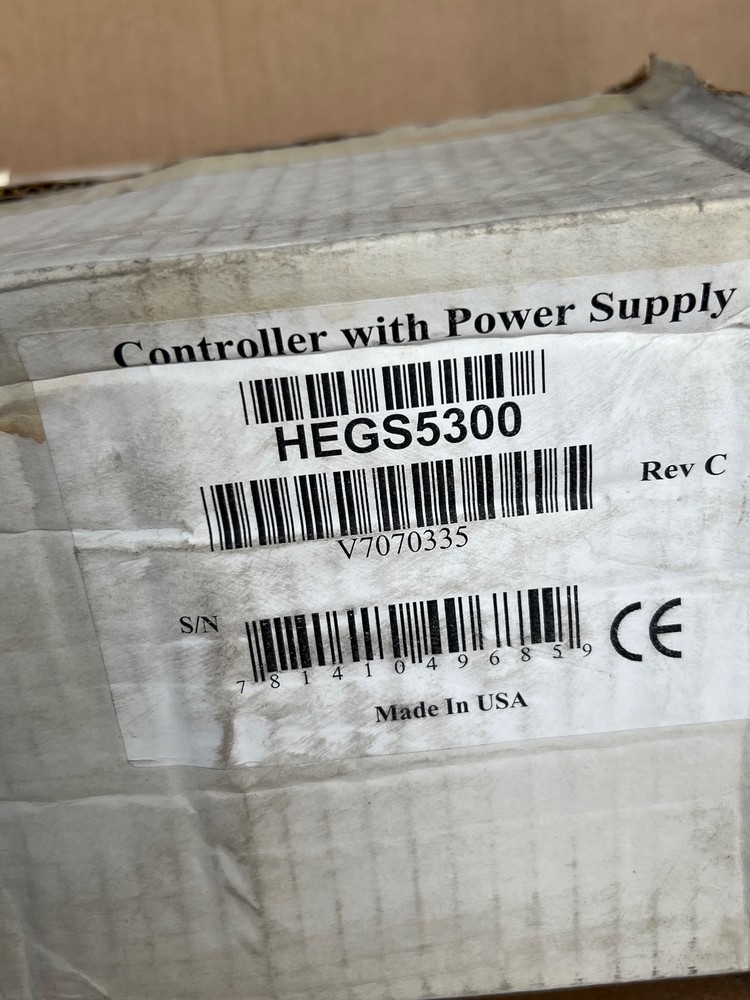 Controller with Power Supply
HEGS5300
Rev C
V7070335
S/N
781410496859
CE
Made In USA